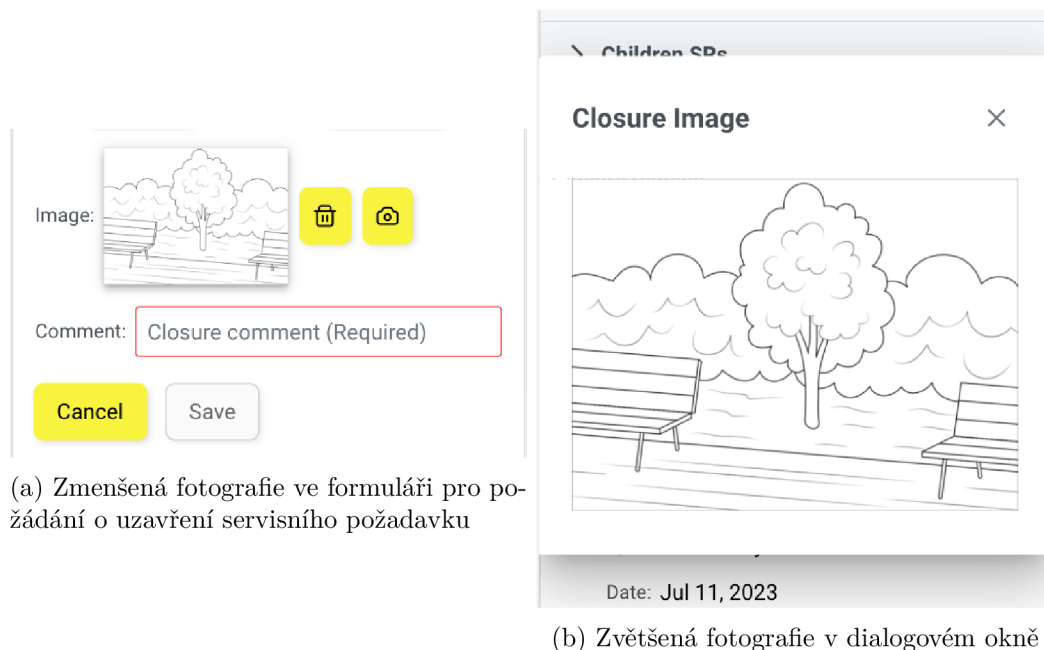 Image:
Comment: Closure comment (Required)
Cancel Save
(a) Zmenšená fotografie ve formuláři pro po-
žádání o uzavření servisního požadavku
Children SRs
Closure Image
Date: Jul 11, 2023
(b) Zvětšená fotografie v dialogovém okně